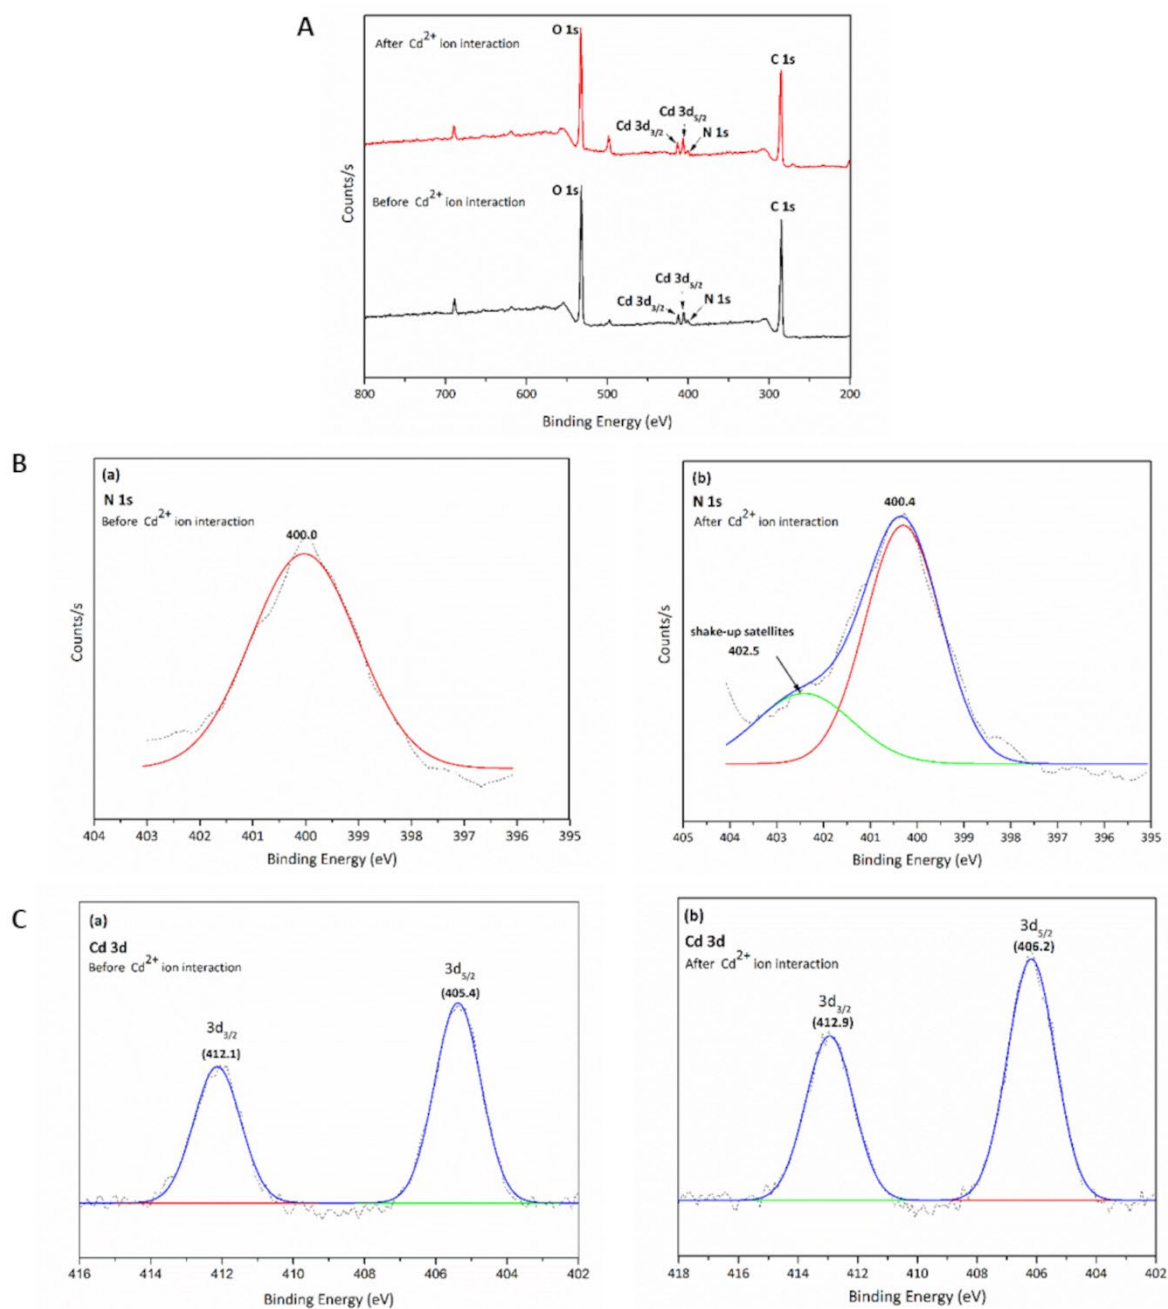 A
After Cd2+ ion interaction
O 1s
C 1s
Cd 3d5/2
Cd 3d3/2
N 1s
Before Cd2+ ion interaction
O 1s
C 1s
Cd 3d5/2
Cd 3d3/2
N 1s
Counts/s
800 700 600 500 400 300 200
Binding Energy (eV)
B
(a)
N 1s
Before Cd2+ ion interaction
400.0
Counts/s
404 403 402 401 400 399 398 397 396 395
Binding Energy (eV)
(b)
N 1s
After Cd2+ ion interaction
400.4
shake-up satellites
402.5
Counts/s
405 404 403 402 401 400 399 398 397 396 395
Binding Energy (eV)
C
(a)
Cd 3d
Before Cd2+ ion interaction
3d5/2
(405.4)
3d3/2
(412.1)
416 414 412 410 408 406 404 402
Binding Energy (eV)
(b)
Cd 3d
After Cd2+ ion interaction
3d5/2
(406.2)
3d3/2
(412.9)
418 416 414 412 410 408 406 404 402
Binding Energy (eV)